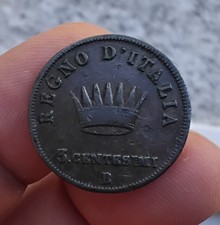 REGNO D'ITALIA
3. CENTESIMI
B